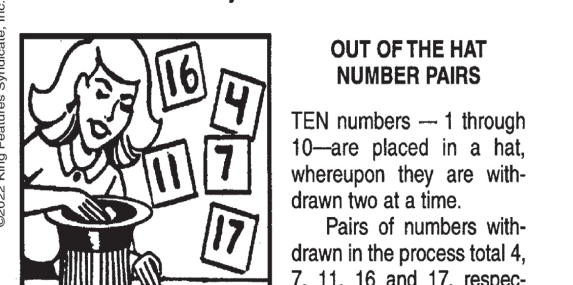 ©2022 King Features Syndicate, Inc.
16
4
11
7
17
OUT OF THE HAT
NUMBER PAIRS
TEN numbers — 1 through
10—are placed in a hat,
whereupon they are with-
drawn two at a time.
Pairs of numbers with-
drawn in the process total 4,
7, 11, 16 and 17, respec-